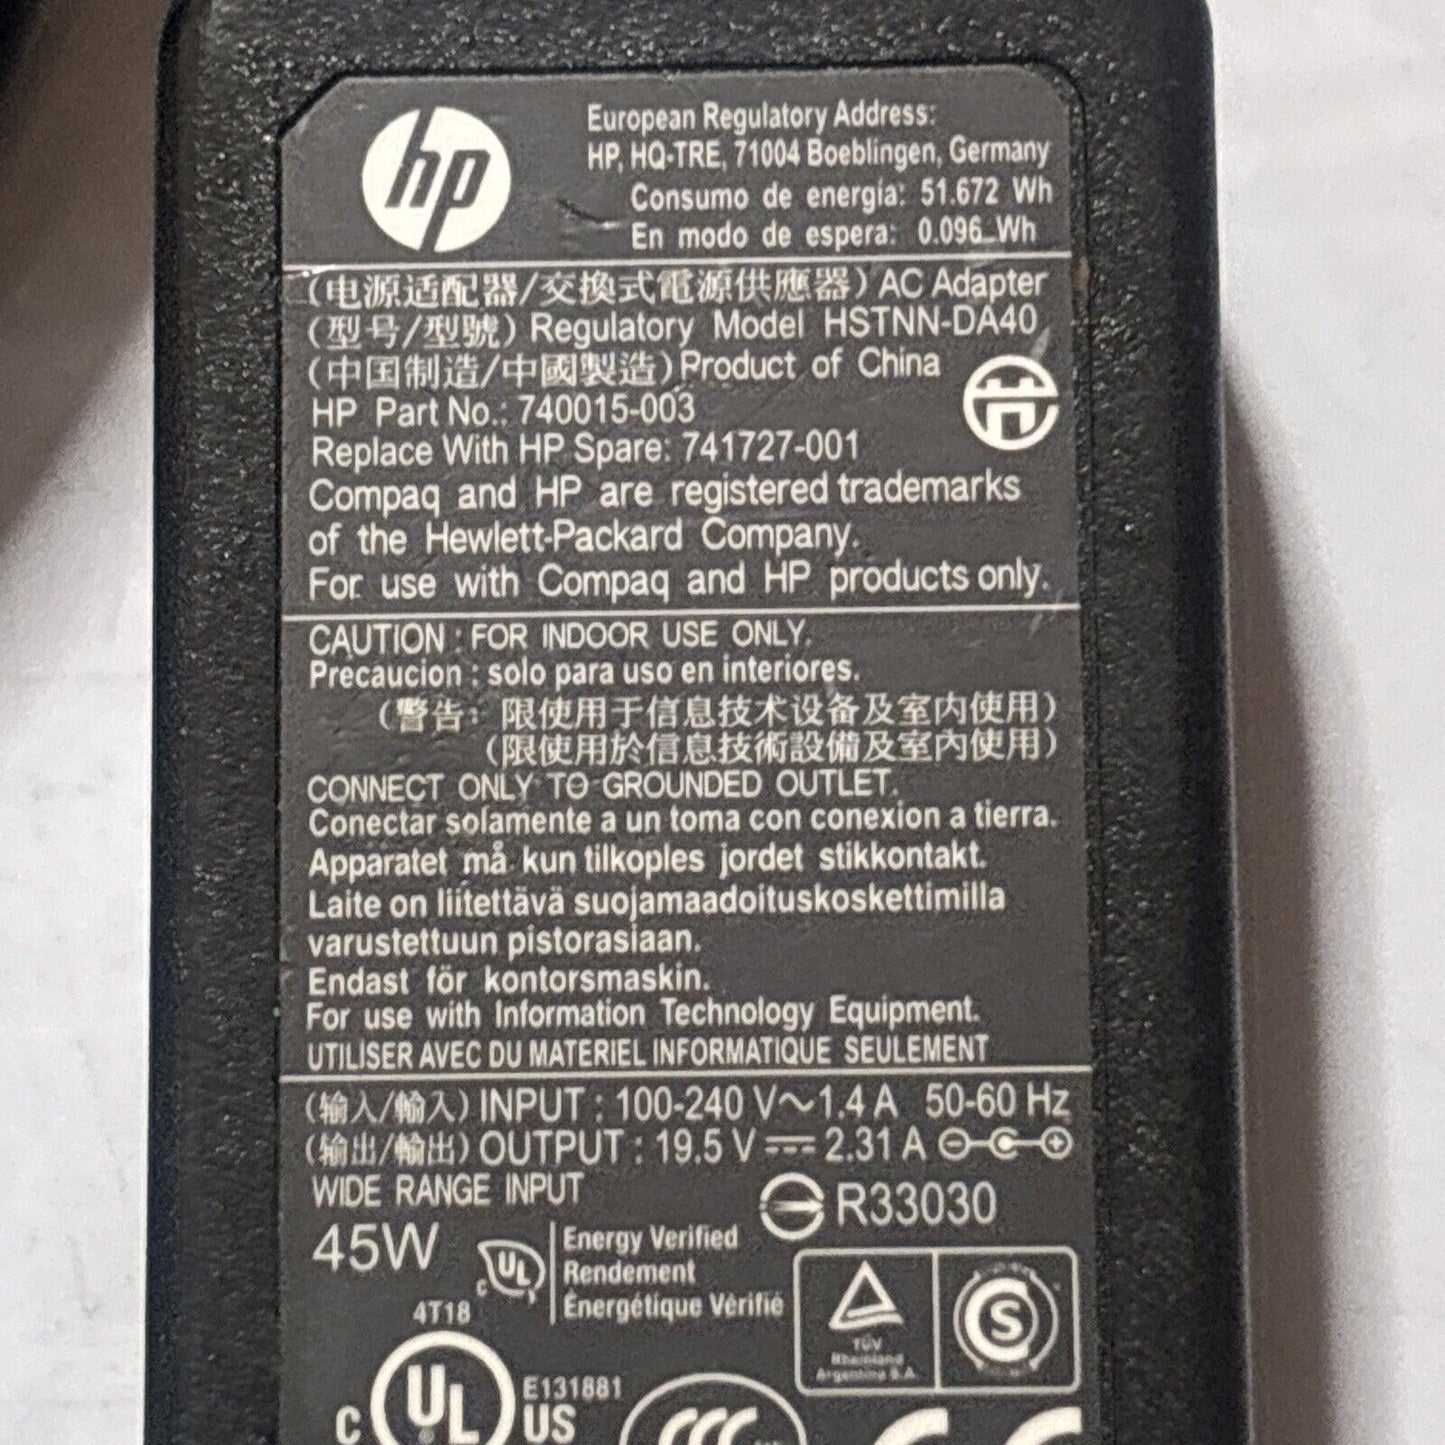 hp
European Regulatory Address:
HP, HQ-TRE, 71004 Boeblingen, Germany
Consumo de energía: 51.672 Wh
En modo de espera: 0.096 Wh
(电源适配器/交換式電源供應器) AC Adapter
(型号/型號) Regulatory Model HSTNN-DA40
(中国制造/中國製造) Product of China
HP Part No.: 740015-003
Replace With HP Spare: 741727-001
Compaq and HP are registered trademarks
of the Hewlett-Packard Company.
For use with Compaq and HP products only.
CAUTION : FOR INDOOR USE ONLY.
Precaucion : solo para uso en interiores.
(警告: 限使用于信息技术设备及室内使用)
(限使用於信息技術設備及室內使用)
CONNECT ONLY TO GROUNDED OUTLET.
Conectar solamente a un toma con conexion a tierra.
Apparatet må kun tilkoples jordet stikkontakt.
Laite on liitettävä suojamaadoituskoskettimilla
varustettuun pistorasiaan.
Endast för kontorsmaskin.
For use with Information Technology Equipment.
UTILISER AVEC DU MATERIEL INFORMATIQUE SEULEMENT
(输入/輸入) INPUT : 100-240 V～1.4 A 50-60 Hz
(输出/輸出) OUTPUT : 19.5 V⎓ 2.31 A
WIDE RANGE INPUT
R33030
45W
c UL
Energy Verified
Rendement
Énergétique Vérifié
4T18
TÜV
Rheinland
Argentina S.A.
S
C UL US
E131881
CCC
CE